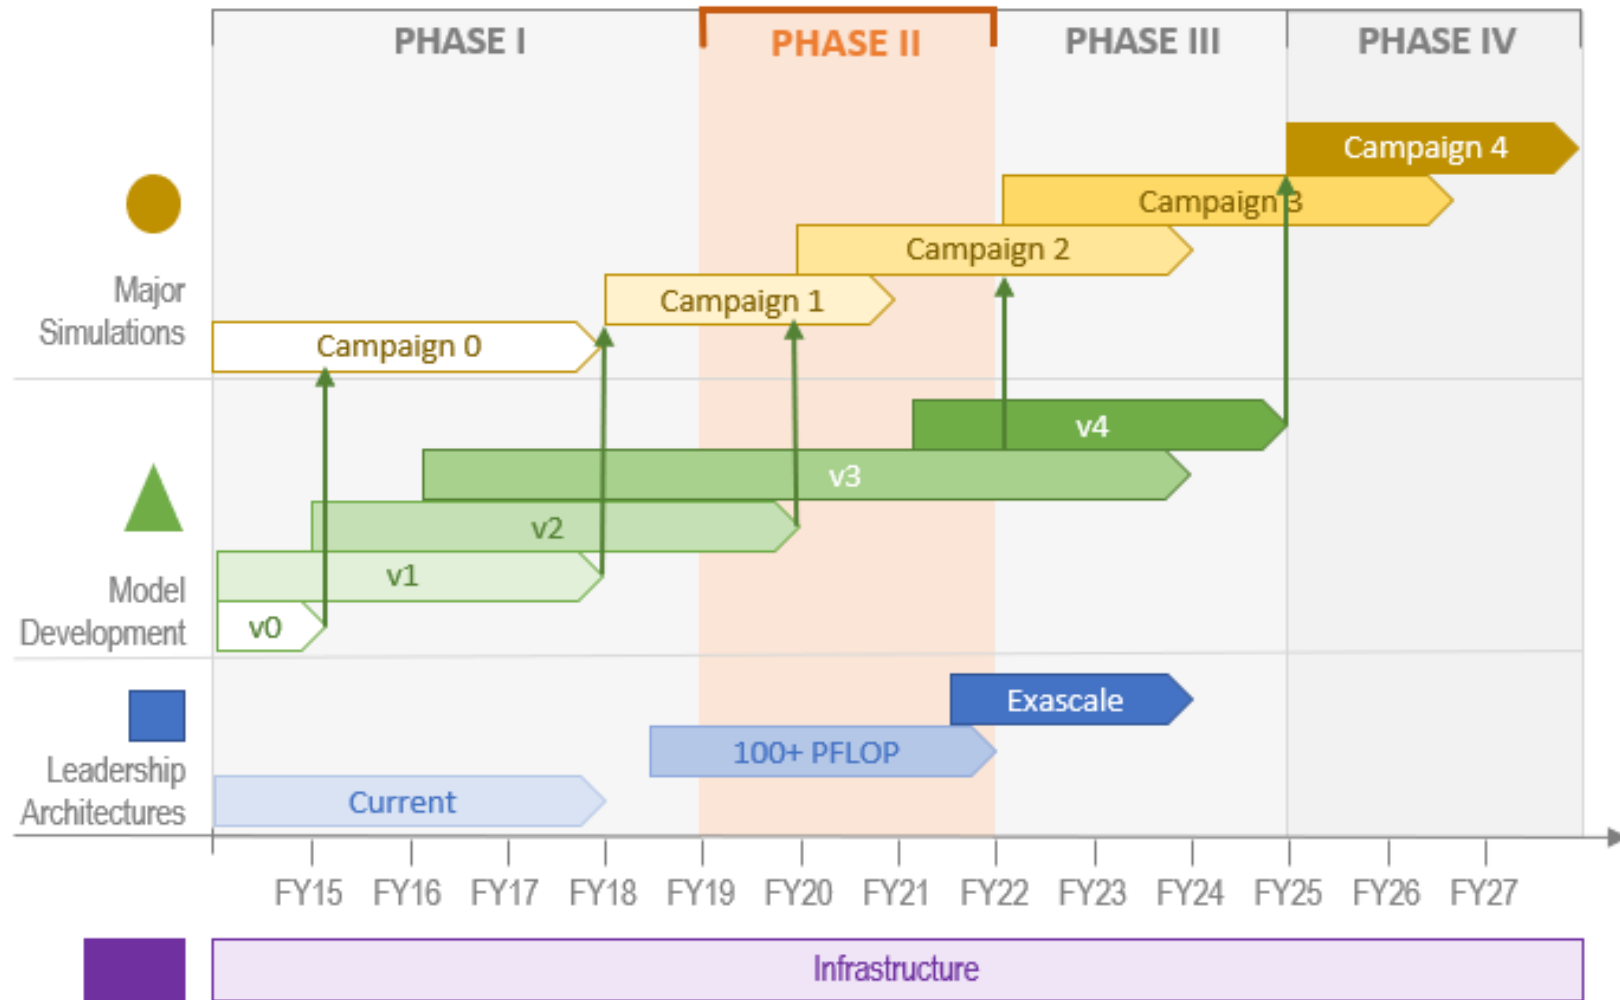 PHASE I
PHASE II
PHASE III
PHASE IV
Campaign 4
Campaign 3
Campaign 2
Campaign 1
Campaign 0
Major
Simulations
v4
v3
v2
v1
v0
Model
Development
Exascale
100+ PFLOP
Current
Leadership
Architectures
FY15 FY16 FY17 FY18 FY19 FY20 FY21 FY22 FY23 FY24 FY25 FY26 FY27
Infrastructure